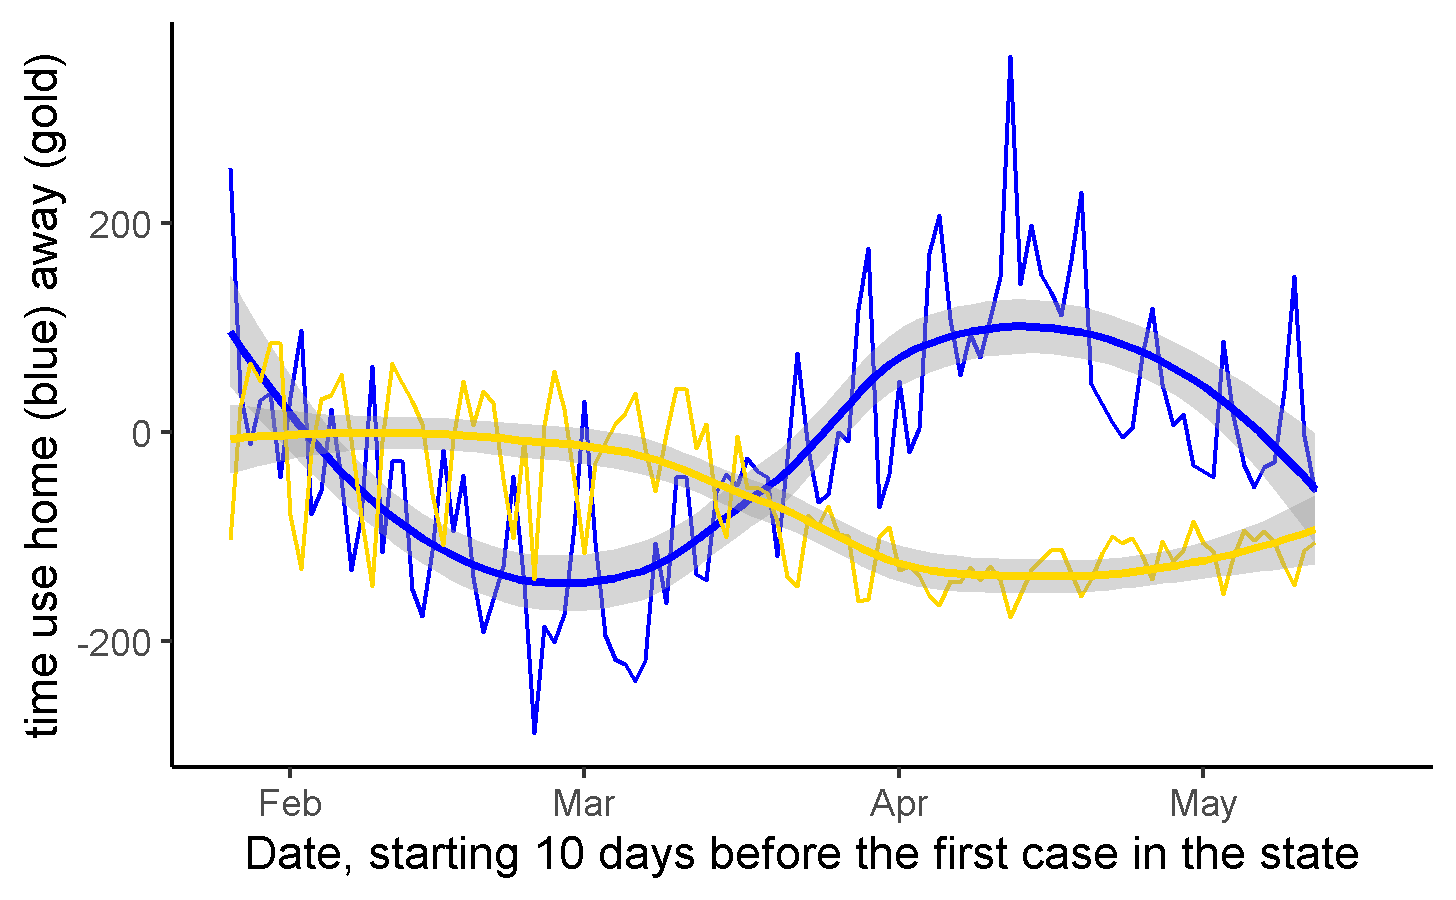 time use home (blue) away (gold)
200
0
-200
Feb Mar Apr May
Date, starting 10 days before the first case in the state